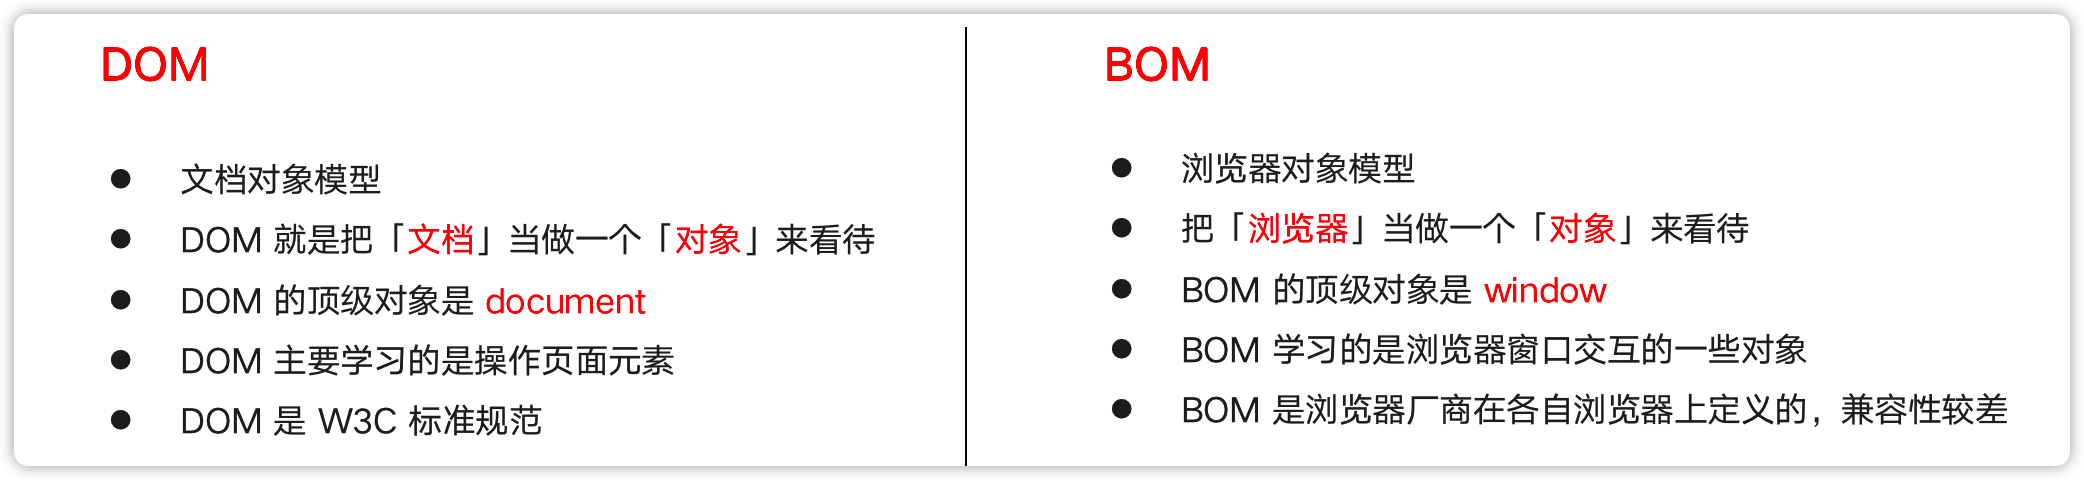 DOM
文档对象模型
DOM 就是把「文档」当做一个「对象」来看待
DOM 的顶级对象是 document
DOM 主要学习的是操作页面元素
DOM 是 W3C 标准规范
BOM
浏览器对象模型
把「浏览器」当做一个「对象」来看待
BOM 的顶级对象是 window
BOM 学习的是浏览器窗口交互的一些对象
BOM 是浏览器厂商在各自浏览器上定义的，兼容性较差